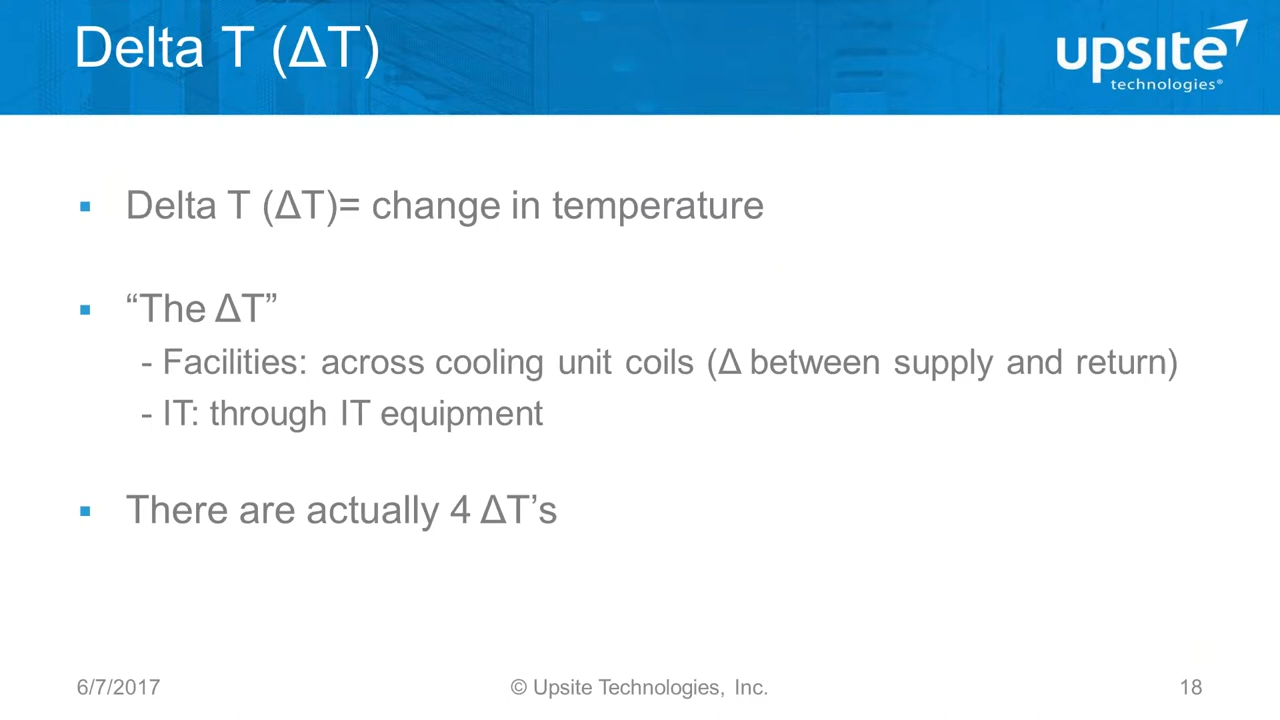 Delta T (ΔT)
upsite
technologies®
▪ Delta T (ΔT)= change in temperature
▪ “The ΔT”
- Facilities: across cooling unit coils (Δ between supply and return)
- IT: through IT equipment
▪ There are actually 4 ΔT’s
6/7/2017
© Upsite Technologies, Inc.
18